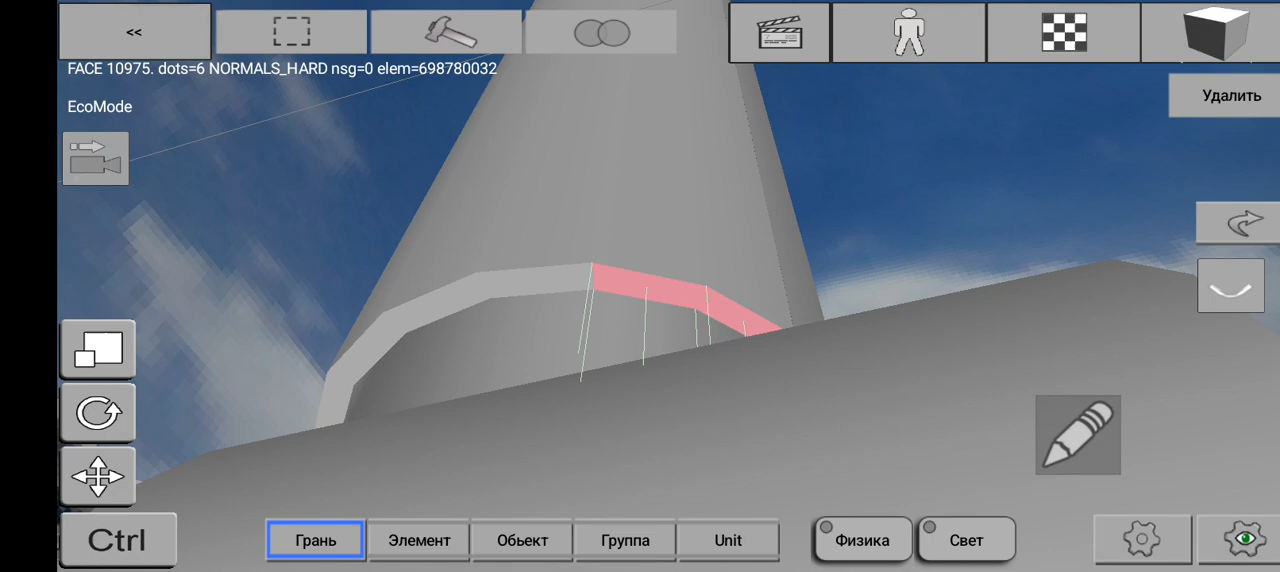 <<
FACE 10975. dots=6 NORMALS_HARD nsg=0 elem=698780032
EcoMode
Удалить
Ctrl
Грань
Элемент
Обьект
Группа
Unit
Физика
Свет